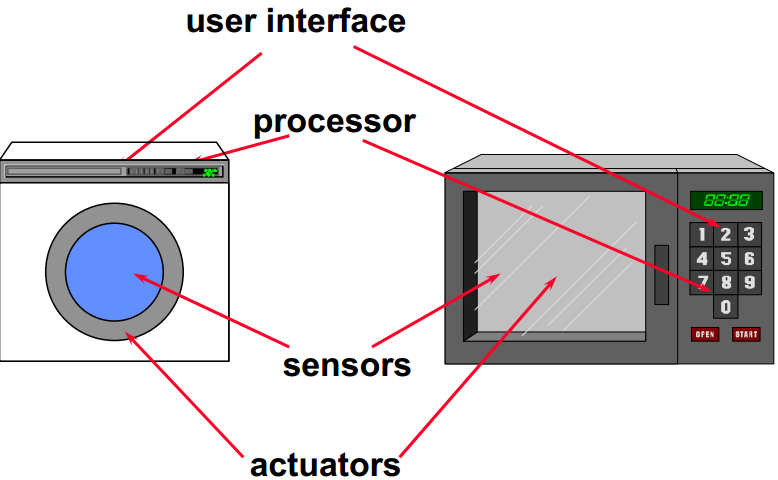 user interface
processor
88:88
1 2 3
4 5 6
7 8 9
0
OPEN START
sensors
actuators